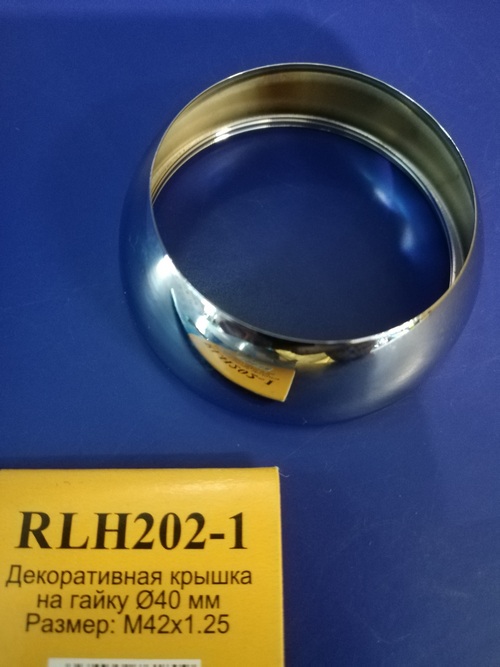 RLH202-1
Декоративная крышка
на гайку Ø40 мм
Размер: M42x1.25